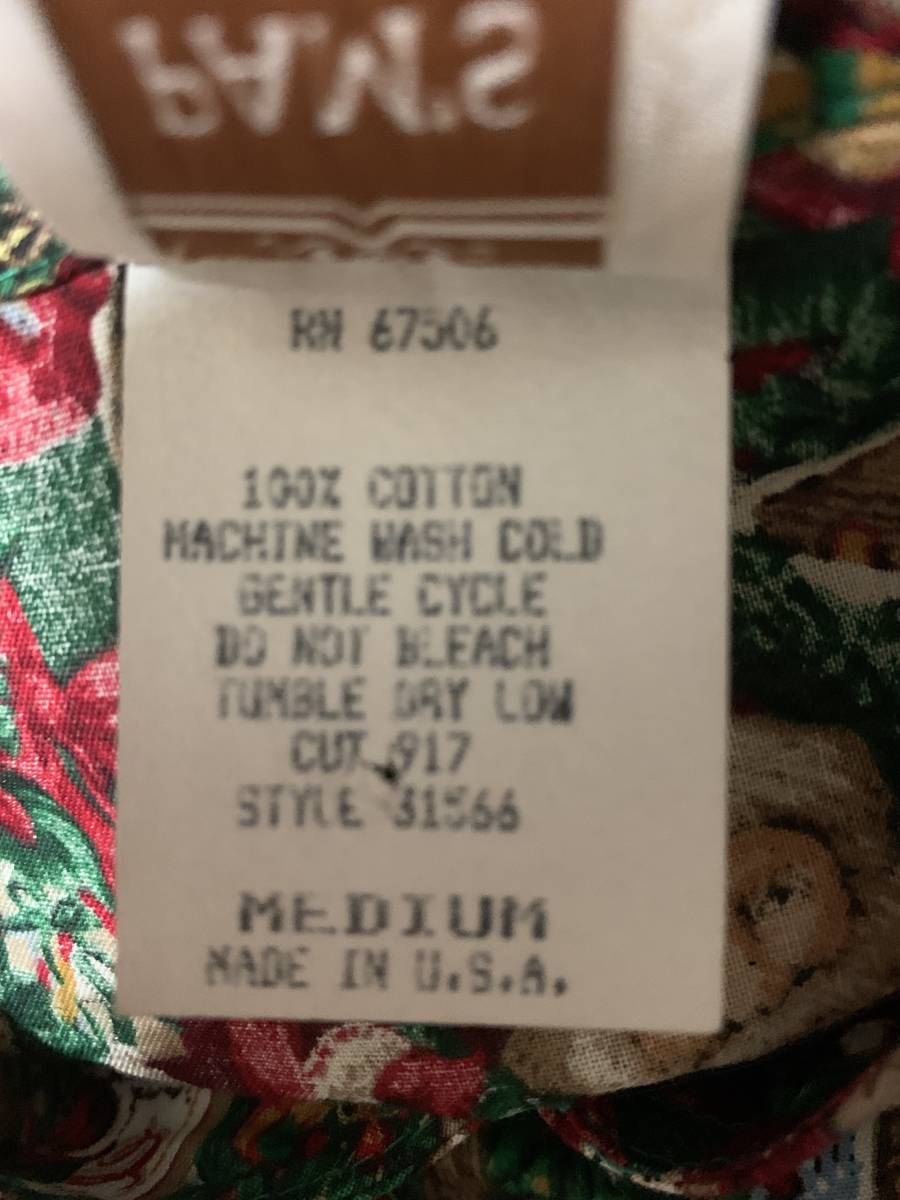 PAM'S
RN 67506
100% COTTON
MACHINE WASH COLD
GENTLE CYCLE
DO NOT BLEACH
TUMBLE DRY LOW
CUT 917
STYLE 31566
MEDIUM
MADE IN U.S.A.